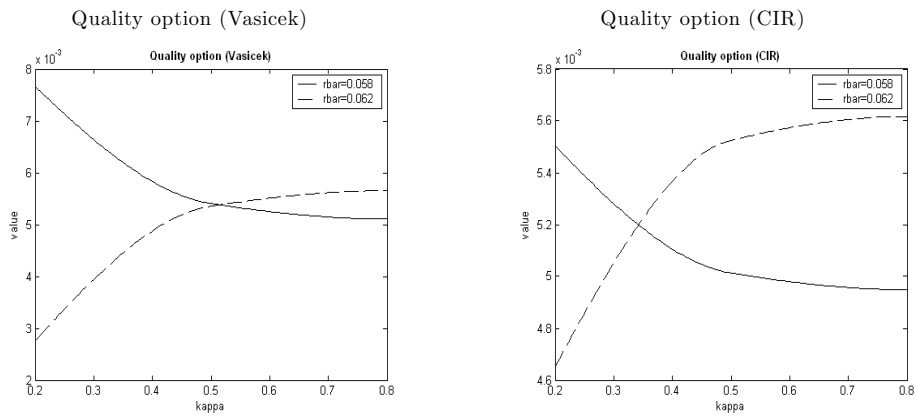 Quality option (Vasicek)
x 10⁻³
Quality option (Vasicek)
8
7
6
5
4
3
2
value
0.2 0.3 0.4 0.5 0.6 0.7 0.8
kappa
rbar=0.058
rbar=0.062
Quality option (CIR)
x 10⁻³
Quality option (CIR)
5.8
5.6
5.4
5.2
5
4.8
4.6
value
0.2 0.3 0.4 0.5 0.6 0.7 0.8
kappa
rbar=0.058
rbar=0.062